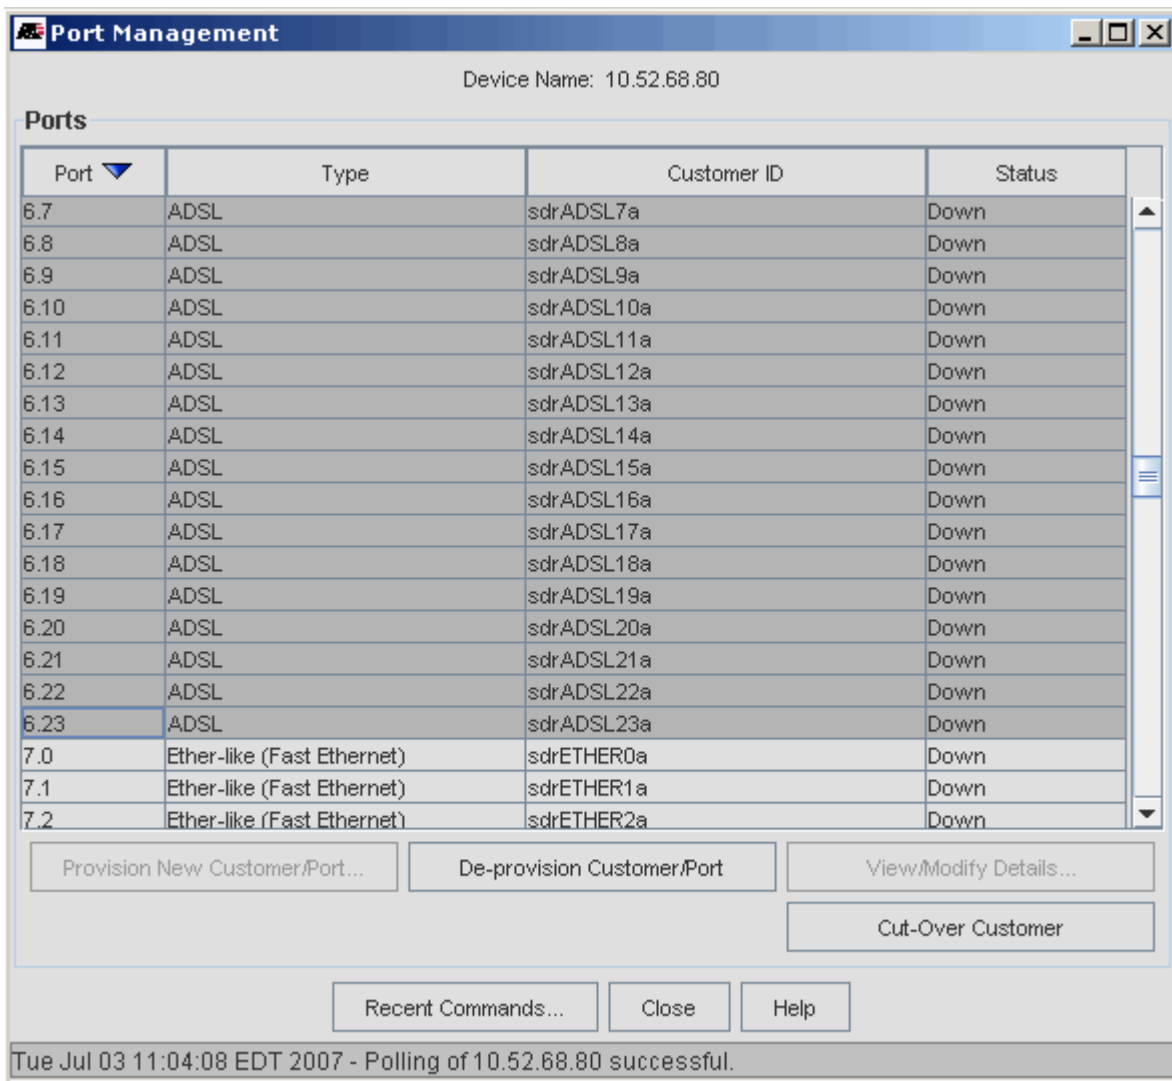 Port Management
Device Name: 10.52.68.80
Ports
Port Type Customer ID Status
6.7 ADSL sdrADSL7a Down
6.8 ADSL sdrADSL8a Down
6.9 ADSL sdrADSL9a Down
6.10 ADSL sdrADSL10a Down
6.11 ADSL sdrADSL11a Down
6.12 ADSL sdrADSL12a Down
6.13 ADSL sdrADSL13a Down
6.14 ADSL sdrADSL14a Down
6.15 ADSL sdrADSL15a Down
6.16 ADSL sdrADSL16a Down
6.17 ADSL sdrADSL17a Down
6.18 ADSL sdrADSL18a Down
6.19 ADSL sdrADSL19a Down
6.20 ADSL sdrADSL20a Down
6.21 ADSL sdrADSL21a Down
6.22 ADSL sdrADSL22a Down
6.23 ADSL sdrADSL23a Down
7.0 Ether-like (Fast Ethernet) sdrETHER0a Down
7.1 Ether-like (Fast Ethernet) sdrETHER1a Down
7.2 Ether-like (Fast Ethernet) sdrETHER2a Down
Provision New Customer/Port... De-provision Customer/Port View/Modify Details...
Cut-Over Customer
Recent Commands... Close Help
Tue Jul 03 11:04:08 EDT 2007 - Polling of 10.52.68.80 successful.